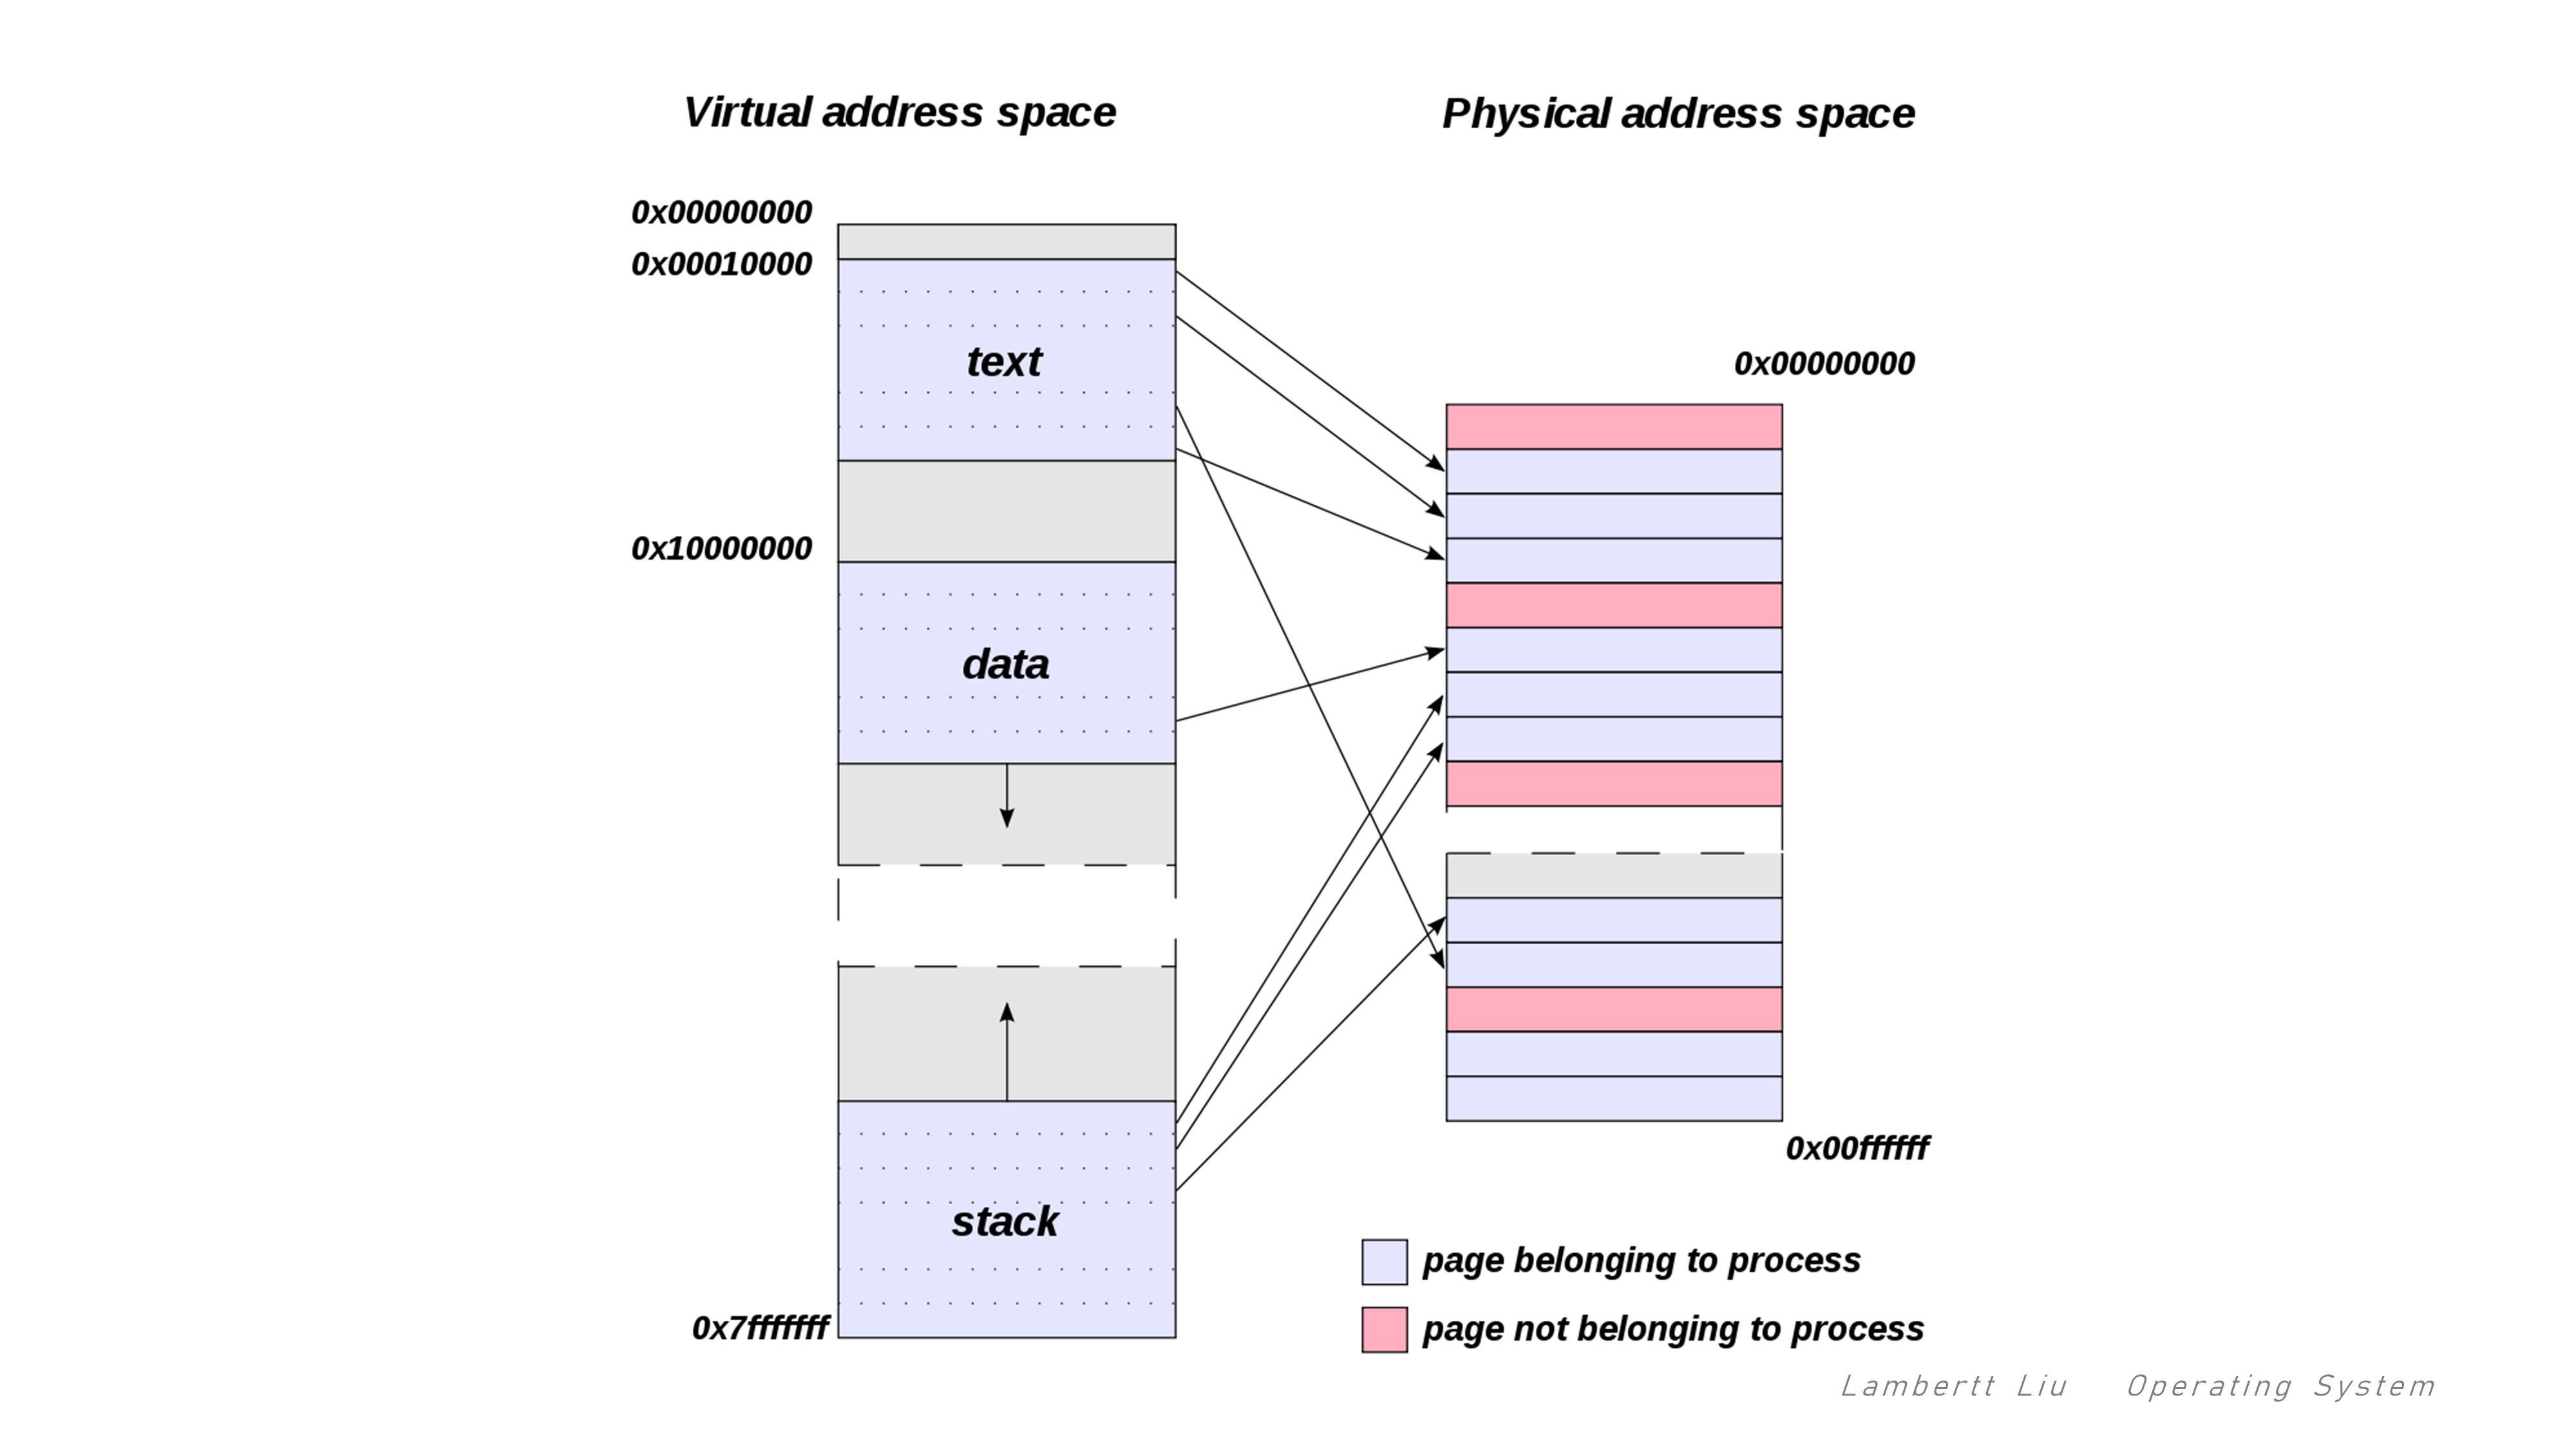 Virtual address space
Physical address space
0x00000000
0x00010000
text
0x00000000
0x10000000
data
stack
0x00ffffff
page belonging to process
0x7fffffff
page not belonging to process
Lambertt Liu Operating System